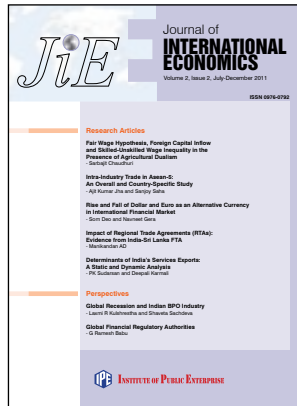 JiE
Journal of
INTERNATIONAL
ECONOMICS
Volume 2, Issue 2, July-December 2011
ISSN 0976-0792
Research Articles
Fair Wage Hypothesis, Foreign Capital Inflow
and Skilled-Unskilled Wage Inequality in the
Presence of Agricultural Dualism
- Sarbajit Chaudhuri
Intra-Industry Trade in Asean-5:
An Overall and Country-Specific Study
- Ajit Kumar Jha and Sanjoy Saha
Rise and Fall of Dollar and Euro as an Alternative Currency
in International Financial Market
- Som Deo and Navneet Gera
Impact of Regional Trade Agreements (RTAs):
Evidence from India-Sri Lanka FTA
- Manikandan AD
Determinants of India's Services Exports:
A Static and Dynamic Analysis
- PK Sudarsan and Deepali Karmali
Perspectives
Global Recession and Indian BPO Industry
- Laxmi R Kulshrestha and Shaveta Sachdeva
Global Financial Regulatory Authorities
- G Ramesh Babu
IPE INSTITUTE OF PUBLIC ENTERPRISE